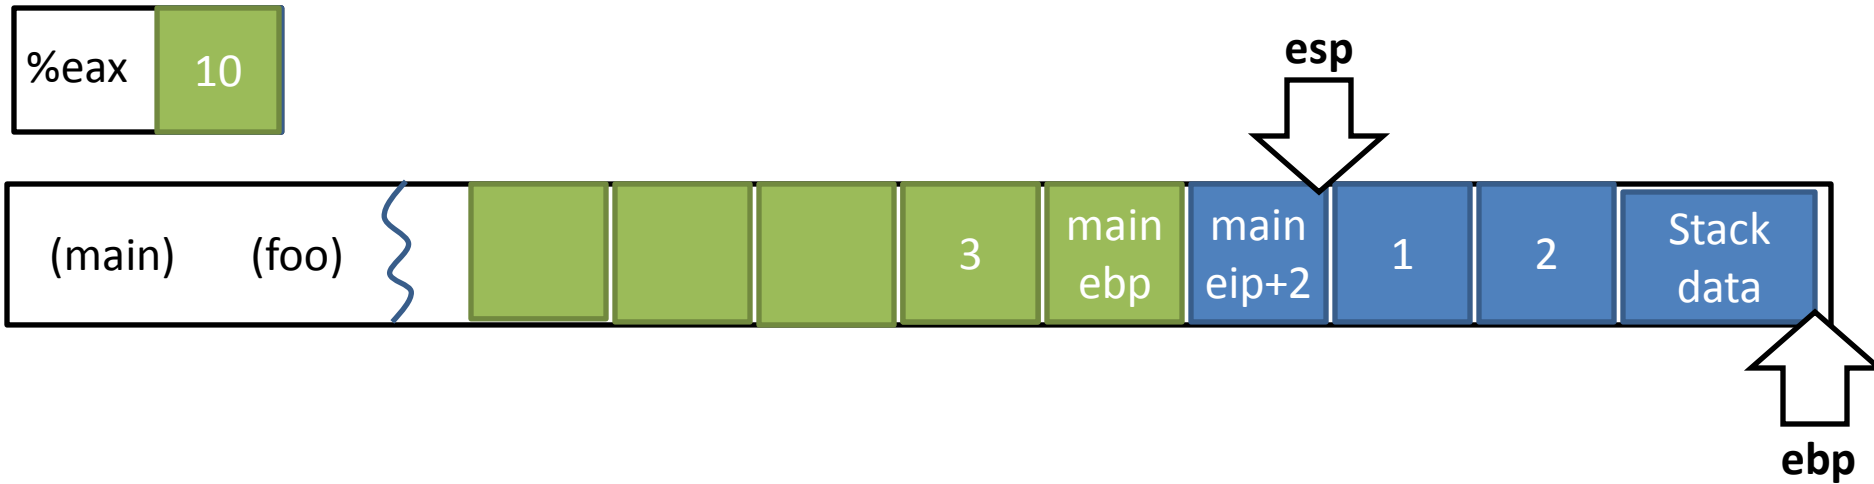 %eax 10
esp
(main) (foo) 3 main ebp main eip+2 1 2 Stack data
ebp